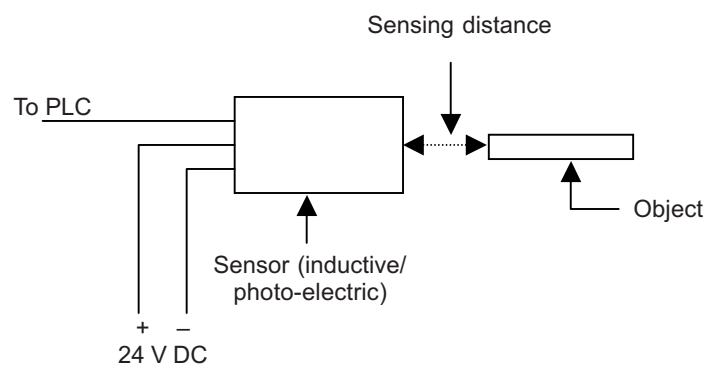 Sensing distance
To PLC
Object
Sensor (inductive/
photo-electric)
+ –
24 V DC